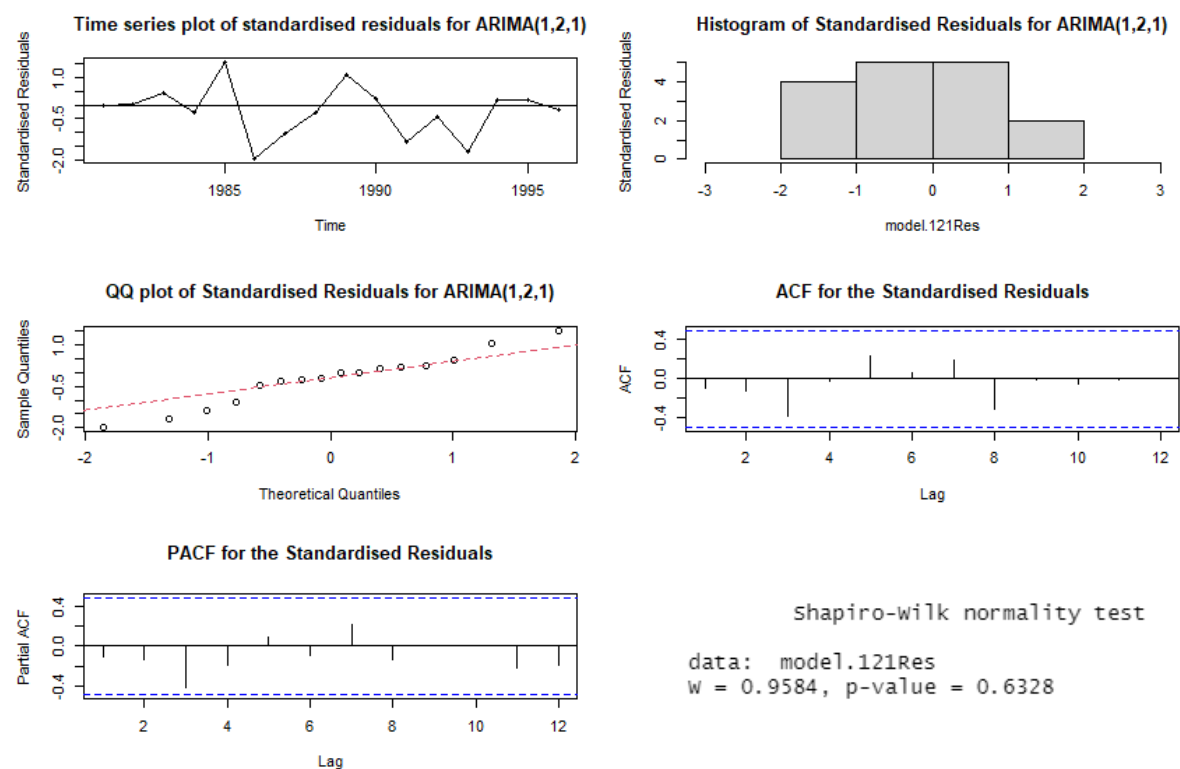 Time series plot of standardised residuals for ARIMA(1,2,1)
Standardised Residuals
1.0
-0.5
-2.0
1985
1990
1995
Time
Histogram of Standardised Residuals for ARIMA(1,2,1)
Standardised Residuals
4
2
0
-3
-2
-1
0
1
2
3
model.121Res
QQ plot of Standardised Residuals for ARIMA(1,2,1)
Sample Quantiles
1.0
-0.5
-2.0
-2
-1
0
1
2
Theoretical Quantiles
ACF for the Standardised Residuals
ACF
0.4
0.0
-0.4
2
4
6
8
10
12
Lag
PACF for the Standardised Residuals
Partial ACF
0.4
0.0
-0.4
2
4
6
8
10
12
Lag
Shapiro-Wilk normality test
data: model.121Res
W = 0.9584, p-value = 0.6328